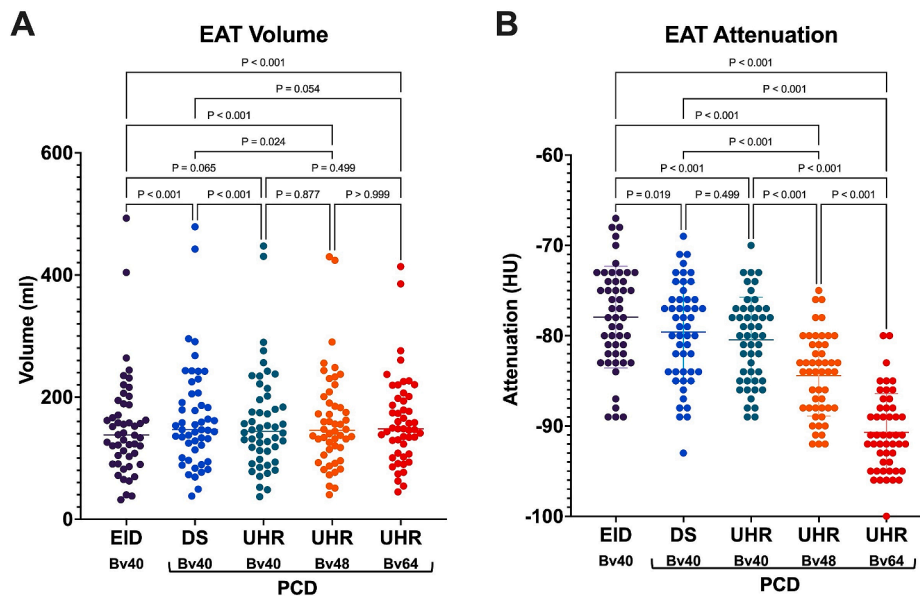 A
EAT Volume
P < 0.001
P = 0.054
P < 0.001
P = 0.024
P = 0.065 P = 0.499
P < 0.001 P < 0.001 P = 0.877 P > 0.999
Volume (ml)
600
400
200
0
EID DS UHR UHR UHR
Bv40 Bv40 Bv40 Bv48 Bv64
PCD
B
EAT Attenuation
P < 0.001
P < 0.001
P < 0.001
P < 0.001
P < 0.001 P < 0.001
P = 0.019 P = 0.499 P < 0.001 P < 0.001
Attenuation (HU)
-60
-70
-80
-90
-100
EID DS UHR UHR UHR
Bv40 Bv40 Bv40 Bv48 Bv64
PCD